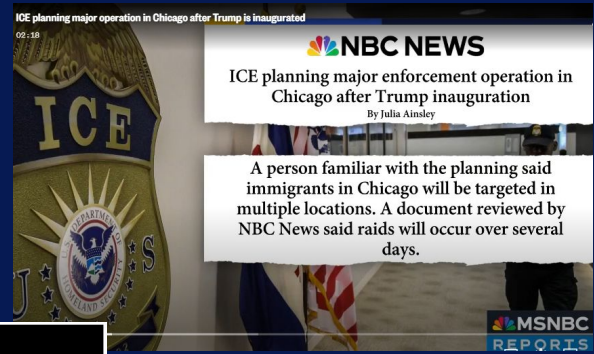 ICE planning major operation in Chicago after Trump is inaugurated
02:18
NBC NEWS
ICE planning major enforcement operation in
Chicago after Trump inauguration
By Julia Ainsley
A person familiar with the planning said
immigrants in Chicago will be targeted in
multiple locations. A document reviewed by
NBC News said raids will occur over several
days.
ICE
U.S. DEPARTMENT OF
HOMELAND SECURITY
U S
MSNBC
REPORTS